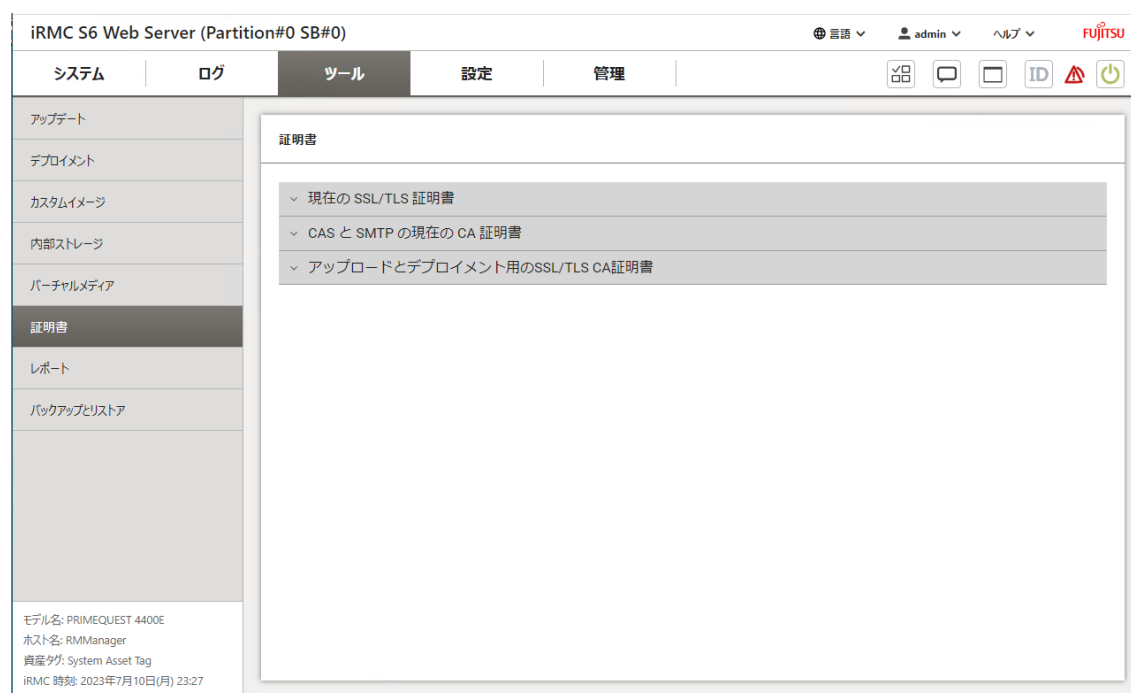 iRMC S6 Web Server (Partition#0 SB#0)
言語
admin
ヘルプ
FUJITSU
システム
ログ
ツール
設定
管理
ID
アップデート
デプロイメント
カスタムイメージ
内部ストレージ
バーチャルメディア
証明書
レポート
バックアップとリストア
証明書
現在の SSL/TLS 証明書
CAS と SMTP の現在の CA 証明書
アップロードとデプロイメント用のSSL/TLS CA証明書
モデル名: PRIMEQUEST 4400E
ホスト名: RMManager
資産タグ: System Asset Tag
iRMC 時刻: 2023年7月10日(月) 23:27